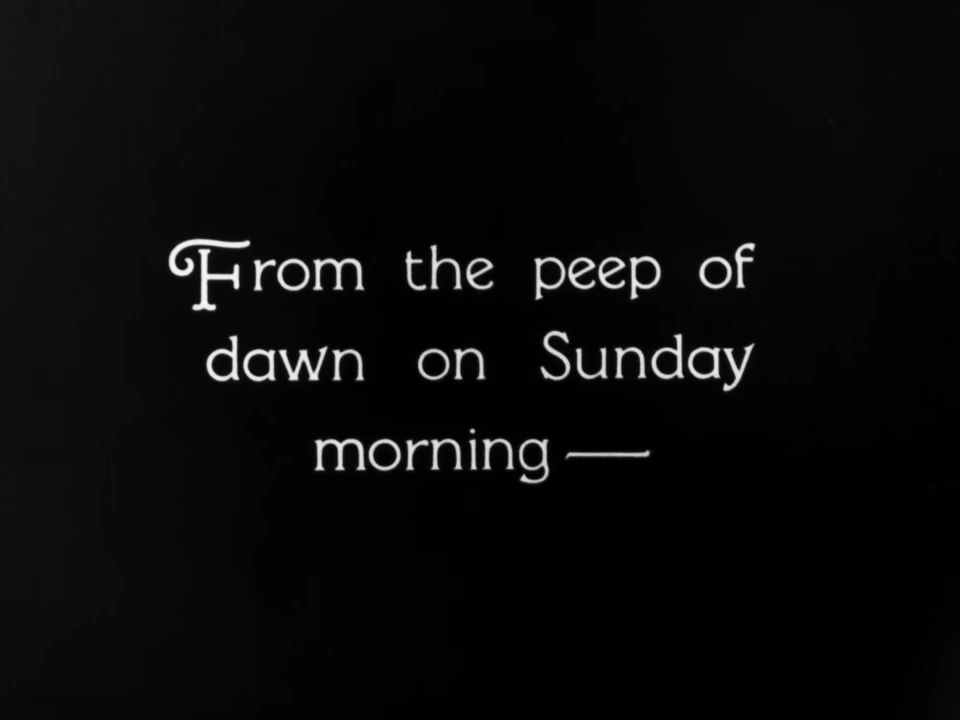 From the peep of
dawn on Sunday
morning —